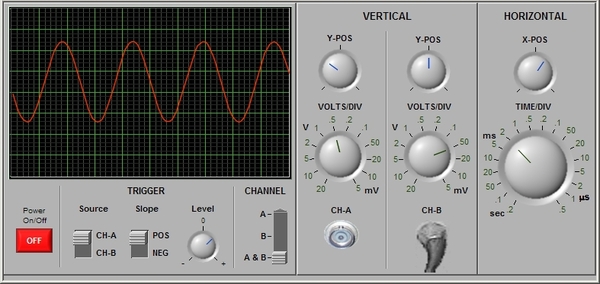 VERTICAL
HORIZONTAL
Y-POS
Y-POS
X-POS
VOLTS/DIV
VOLTS/DIV
TIME/DIV
V
20
10
5
2
1
.5
.2
.1
50
20
10
5
mV
V
20
10
5
2
1
.5
.2
.1
50
20
10
5
mV
ms
sec
.2
.1
50
20
10
5
2
1
.5
.2
.1
50
20
10
5
2
1
.5
µs
CH-A
CH-B
TRIGGER
CHANNEL
Power
On/Off
OFF
Source
CH-A
CH-B
Slope
POS
NEG
Level
0
- +
A
B
A & B